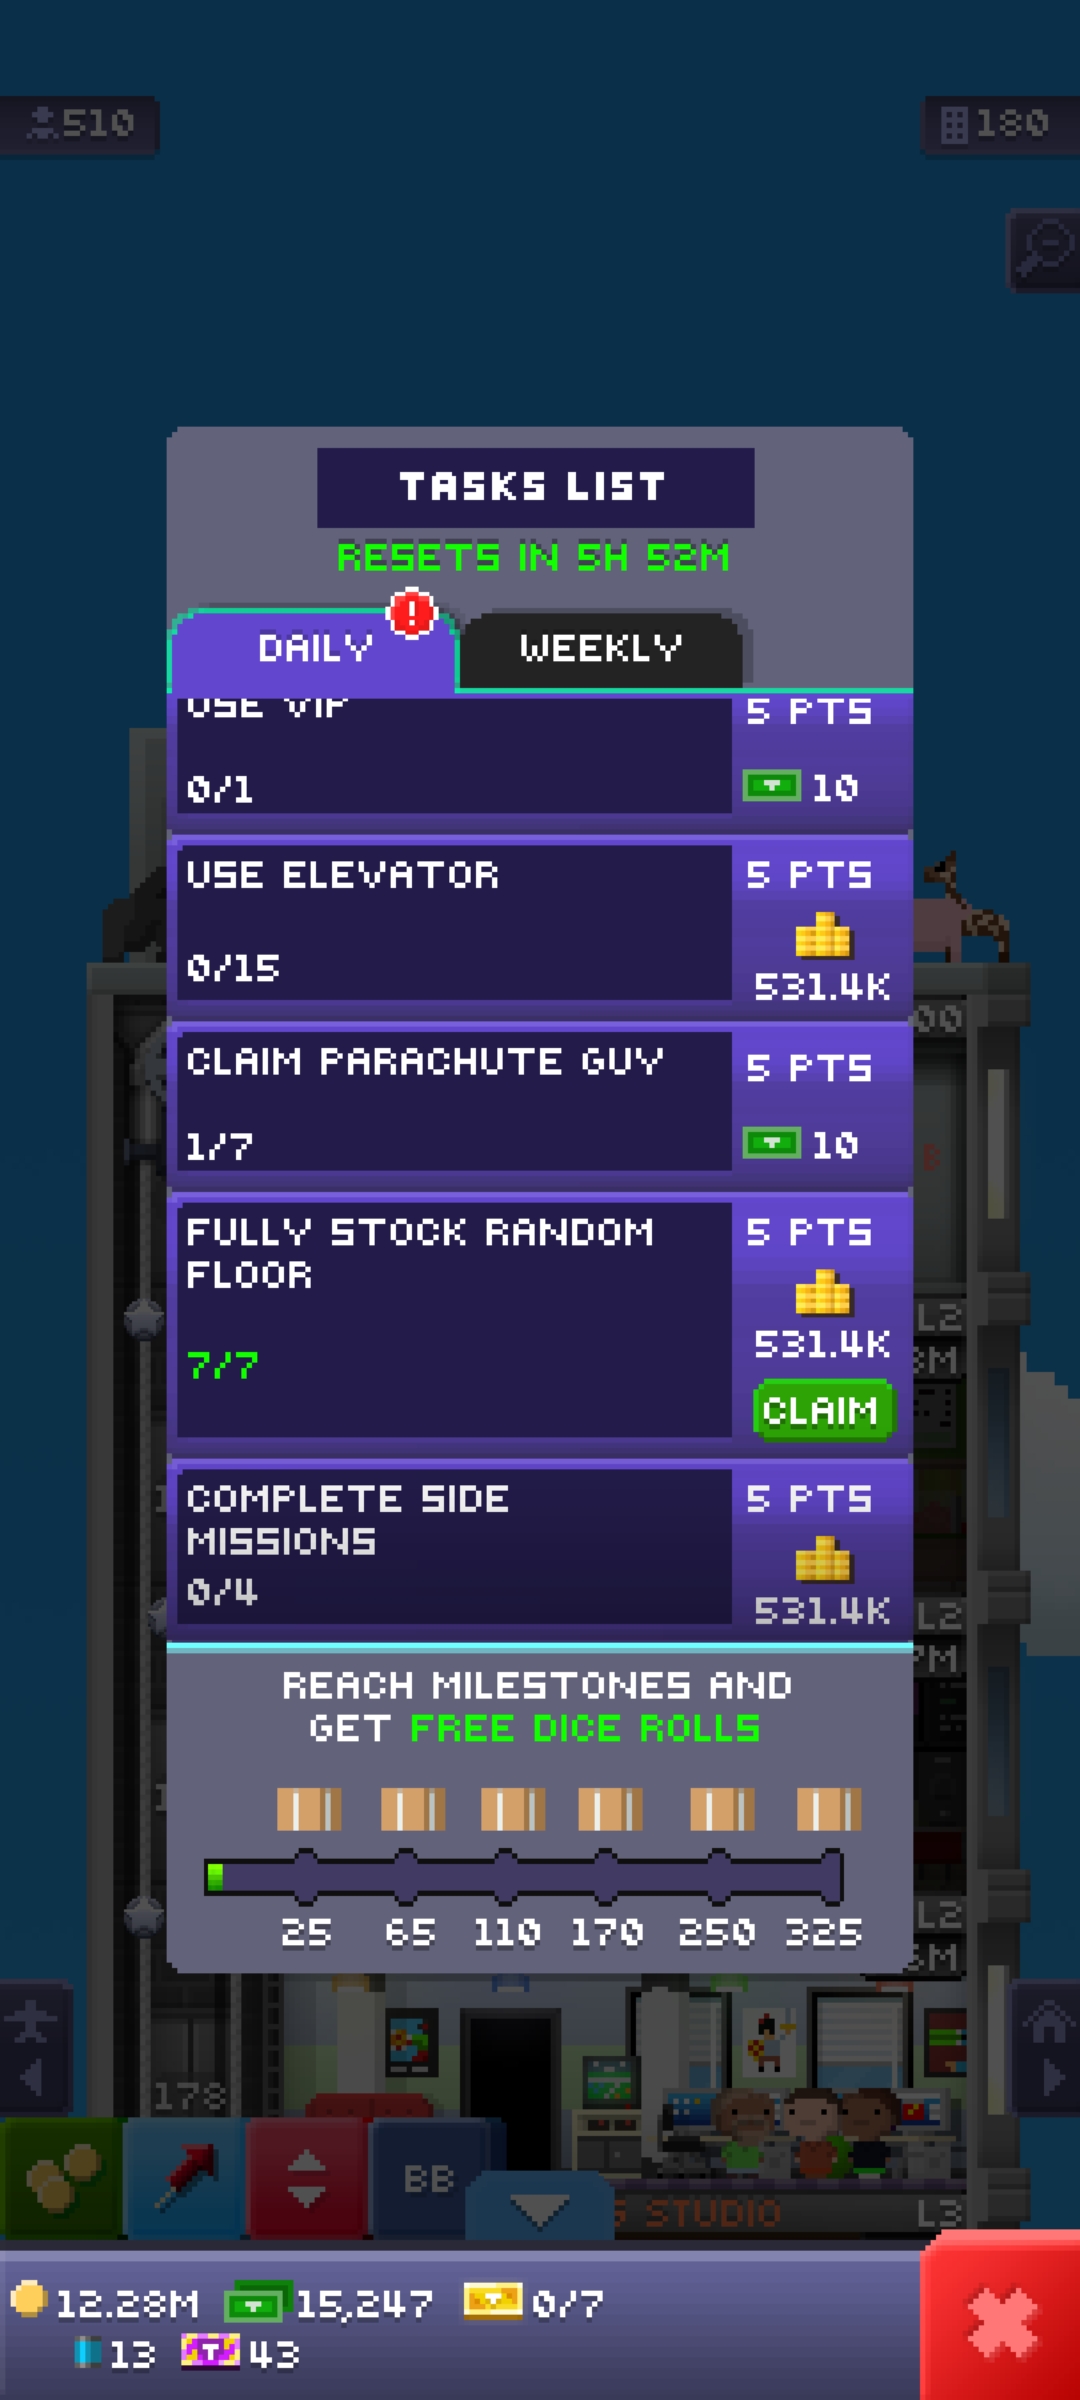 510
180
TASKS LIST
RESETS IN 5H 52M
DAILY
!
WEEKLY
USE VIP
5 PTS
0/1
10
USE ELEVATOR
5 PTS
0/15
531.4K
CLAIM PARACHUTE GUY
5 PTS
1/7
10
FULLY STOCK RANDOM
FLOOR
5 PTS
7/7
531.4K
CLAIM
COMPLETE SIDE
MISSIONS
5 PTS
0/4
531.4K
L2
L2
L2
REACH MILESTONES AND
GET FREE DICE ROLLS
25 65 110 170 250 325
178
BB
STUDIO
L3
12.28M 15,247 0/7
13 43